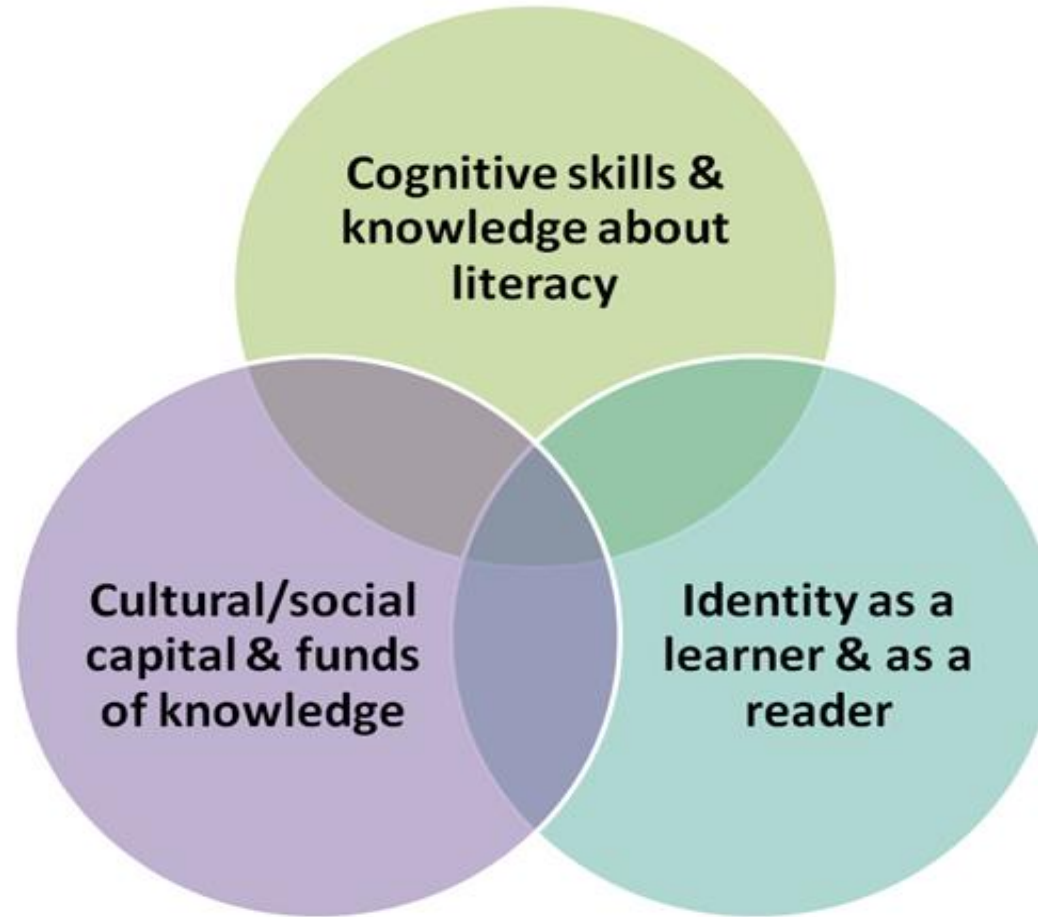 Cognitive skills &
knowledge about
literacy
Cultural/social
capital & funds
of knowledge
Identity as a
learner & as a
reader